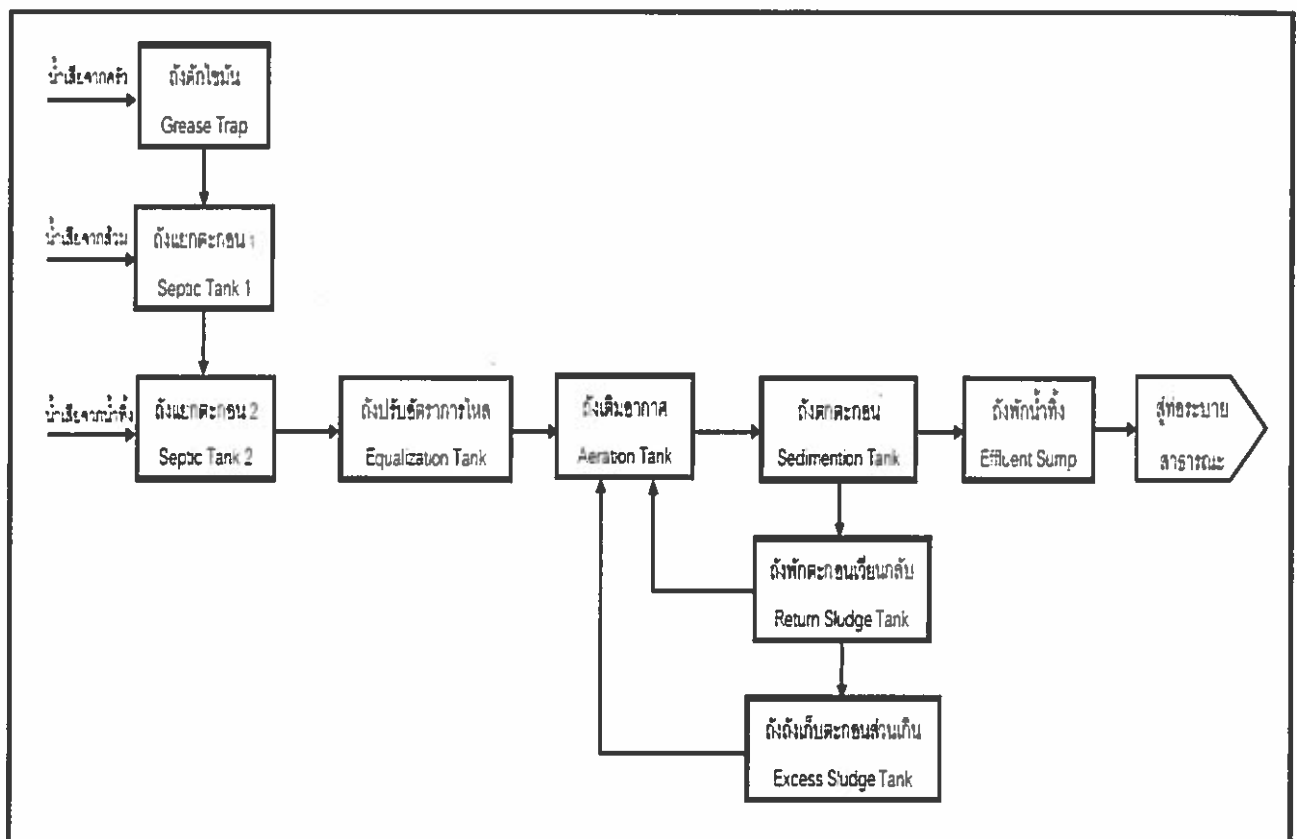 น้ำเสียจากครัว
ถังดักไขมัน
Grease Trap
น้ำเสียจากส้วม
ถังแยกตะกอน 1
Septic Tank 1
น้ำเสียจากน้ำทิ้ง
ถังแยกตะกอน 2
Septic Tank 2
ถังปรับอัตราการไหล
Equalization Tank
ถังเติมอากาศ
Aeration Tank
ถังตกตะกอน
Sedimention Tank
ถังพักน้ำทิ้ง
Effluent Sump
สู่ท่อระบาย
สาธารณะ
ถังพักตะกอนเวียนกลับ
Return Sludge Tank
ถังถังเก็บตะกอนส่วนเกิน
Excess Sludge Tank